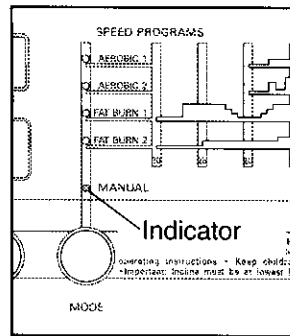 SPEED PROGRAMS
AEROBIC 1
AEROBIC 2
FAT BURN 1
FAT BURN 2
MANUAL
Indicator
operating instructions • Keep
•Important: Incline must be at lowest
MODE